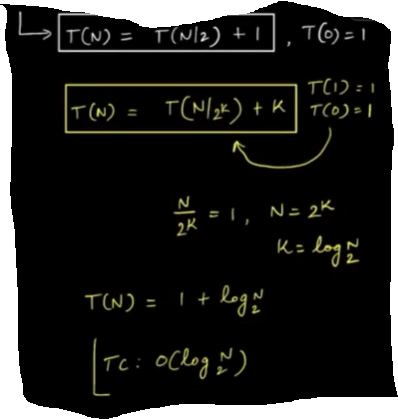 T(N) = T(N/2) + 1 , T(0) = 1
T(N) = T(N/2^K) + K
T(1) = 1
T(0) = 1
N/2^K = 1, N = 2^K
K = log₂N
T(N) = 1 + log₂N
TC : O(log₂N)